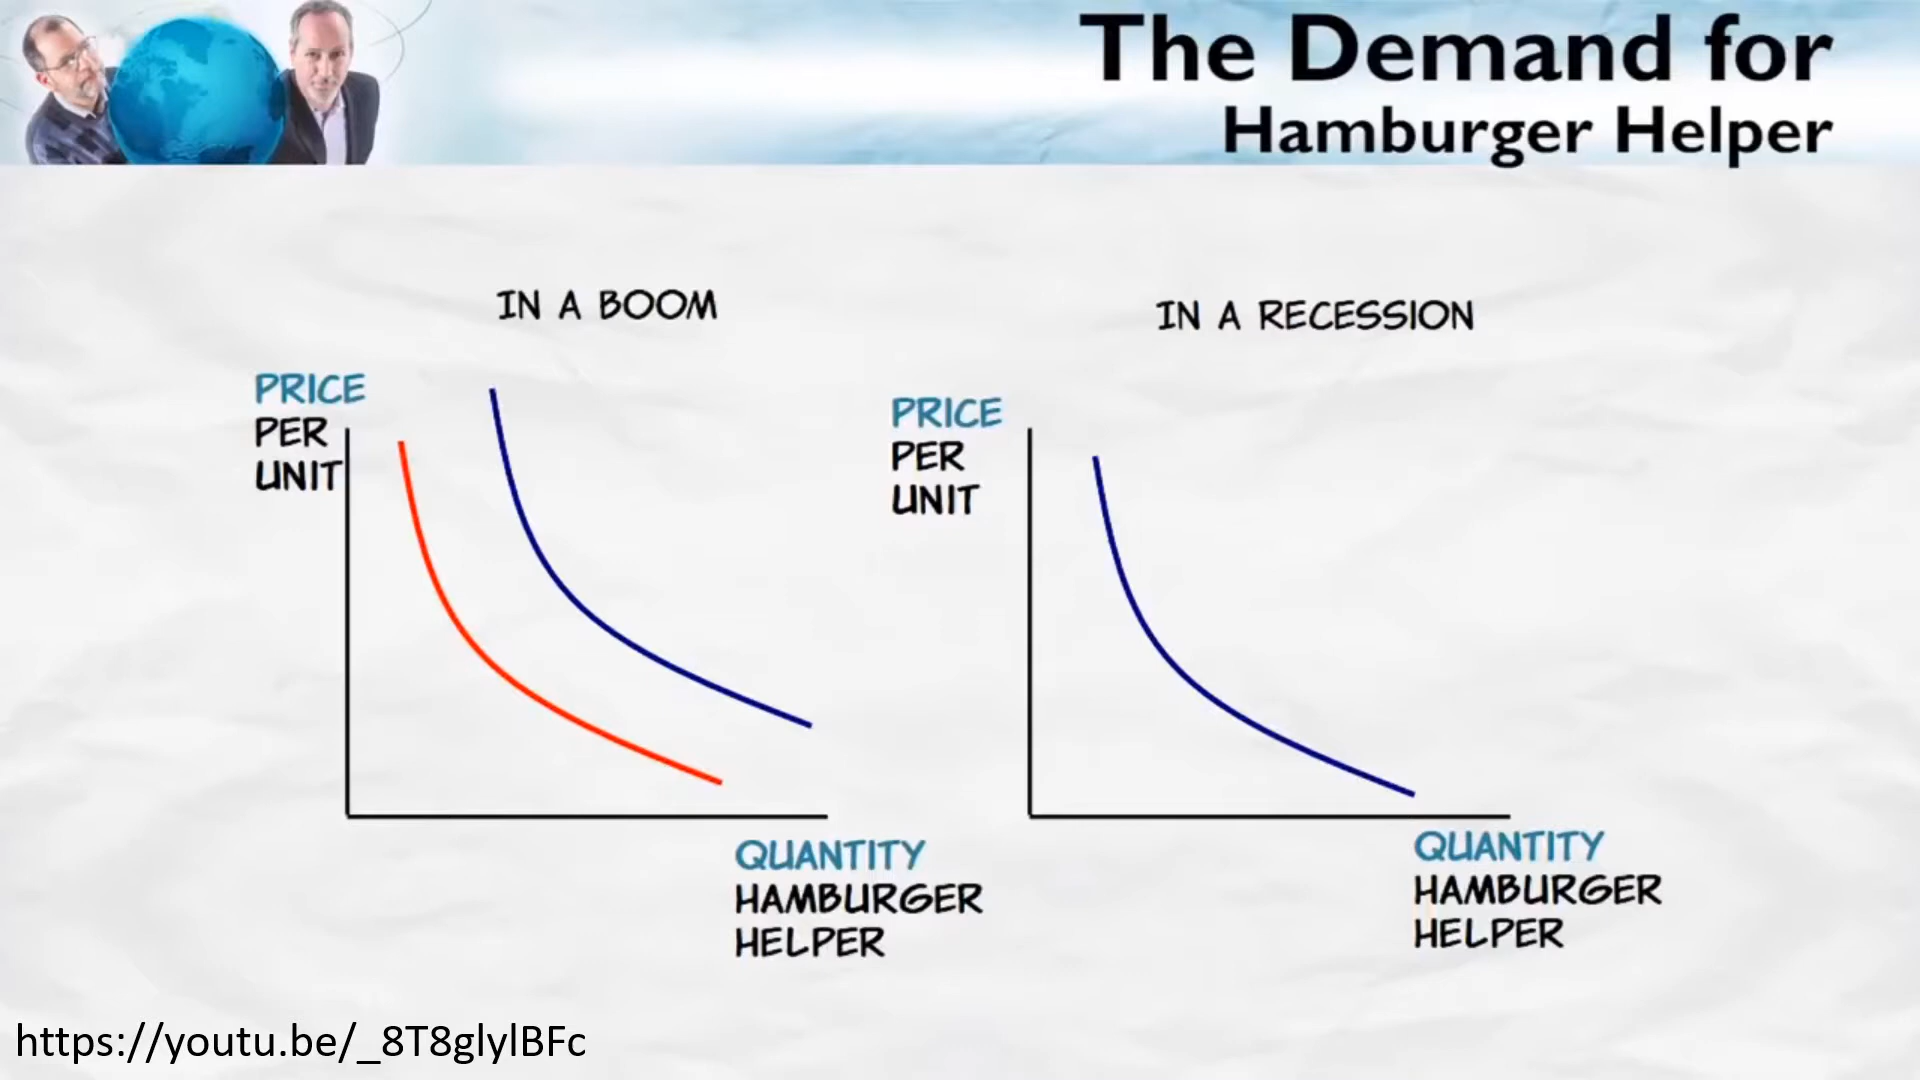 The Demand for
Hamburger Helper
IN A BOOM
IN A RECESSION
PRICE
PER
UNIT
PRICE
PER
UNIT
QUANTITY
HAMBURGER
HELPER
QUANTITY
HAMBURGER
HELPER
https://youtu.be/_8T8glylBFc